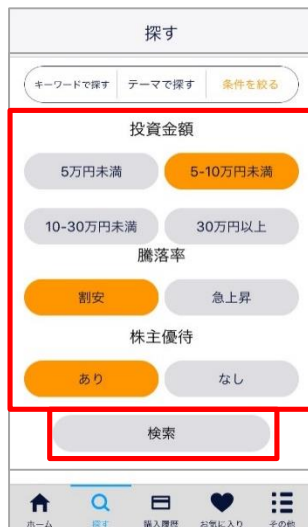 探す
キーワードで探す テーマで探す 条件を絞る
投資金額
5万円未満 5-10万円未満
10-30万円未満 30万円以上
騰落率
割安 急上昇
株主優待
あり なし
検索
ホーム 探す 購入履歴 お気に入り その他